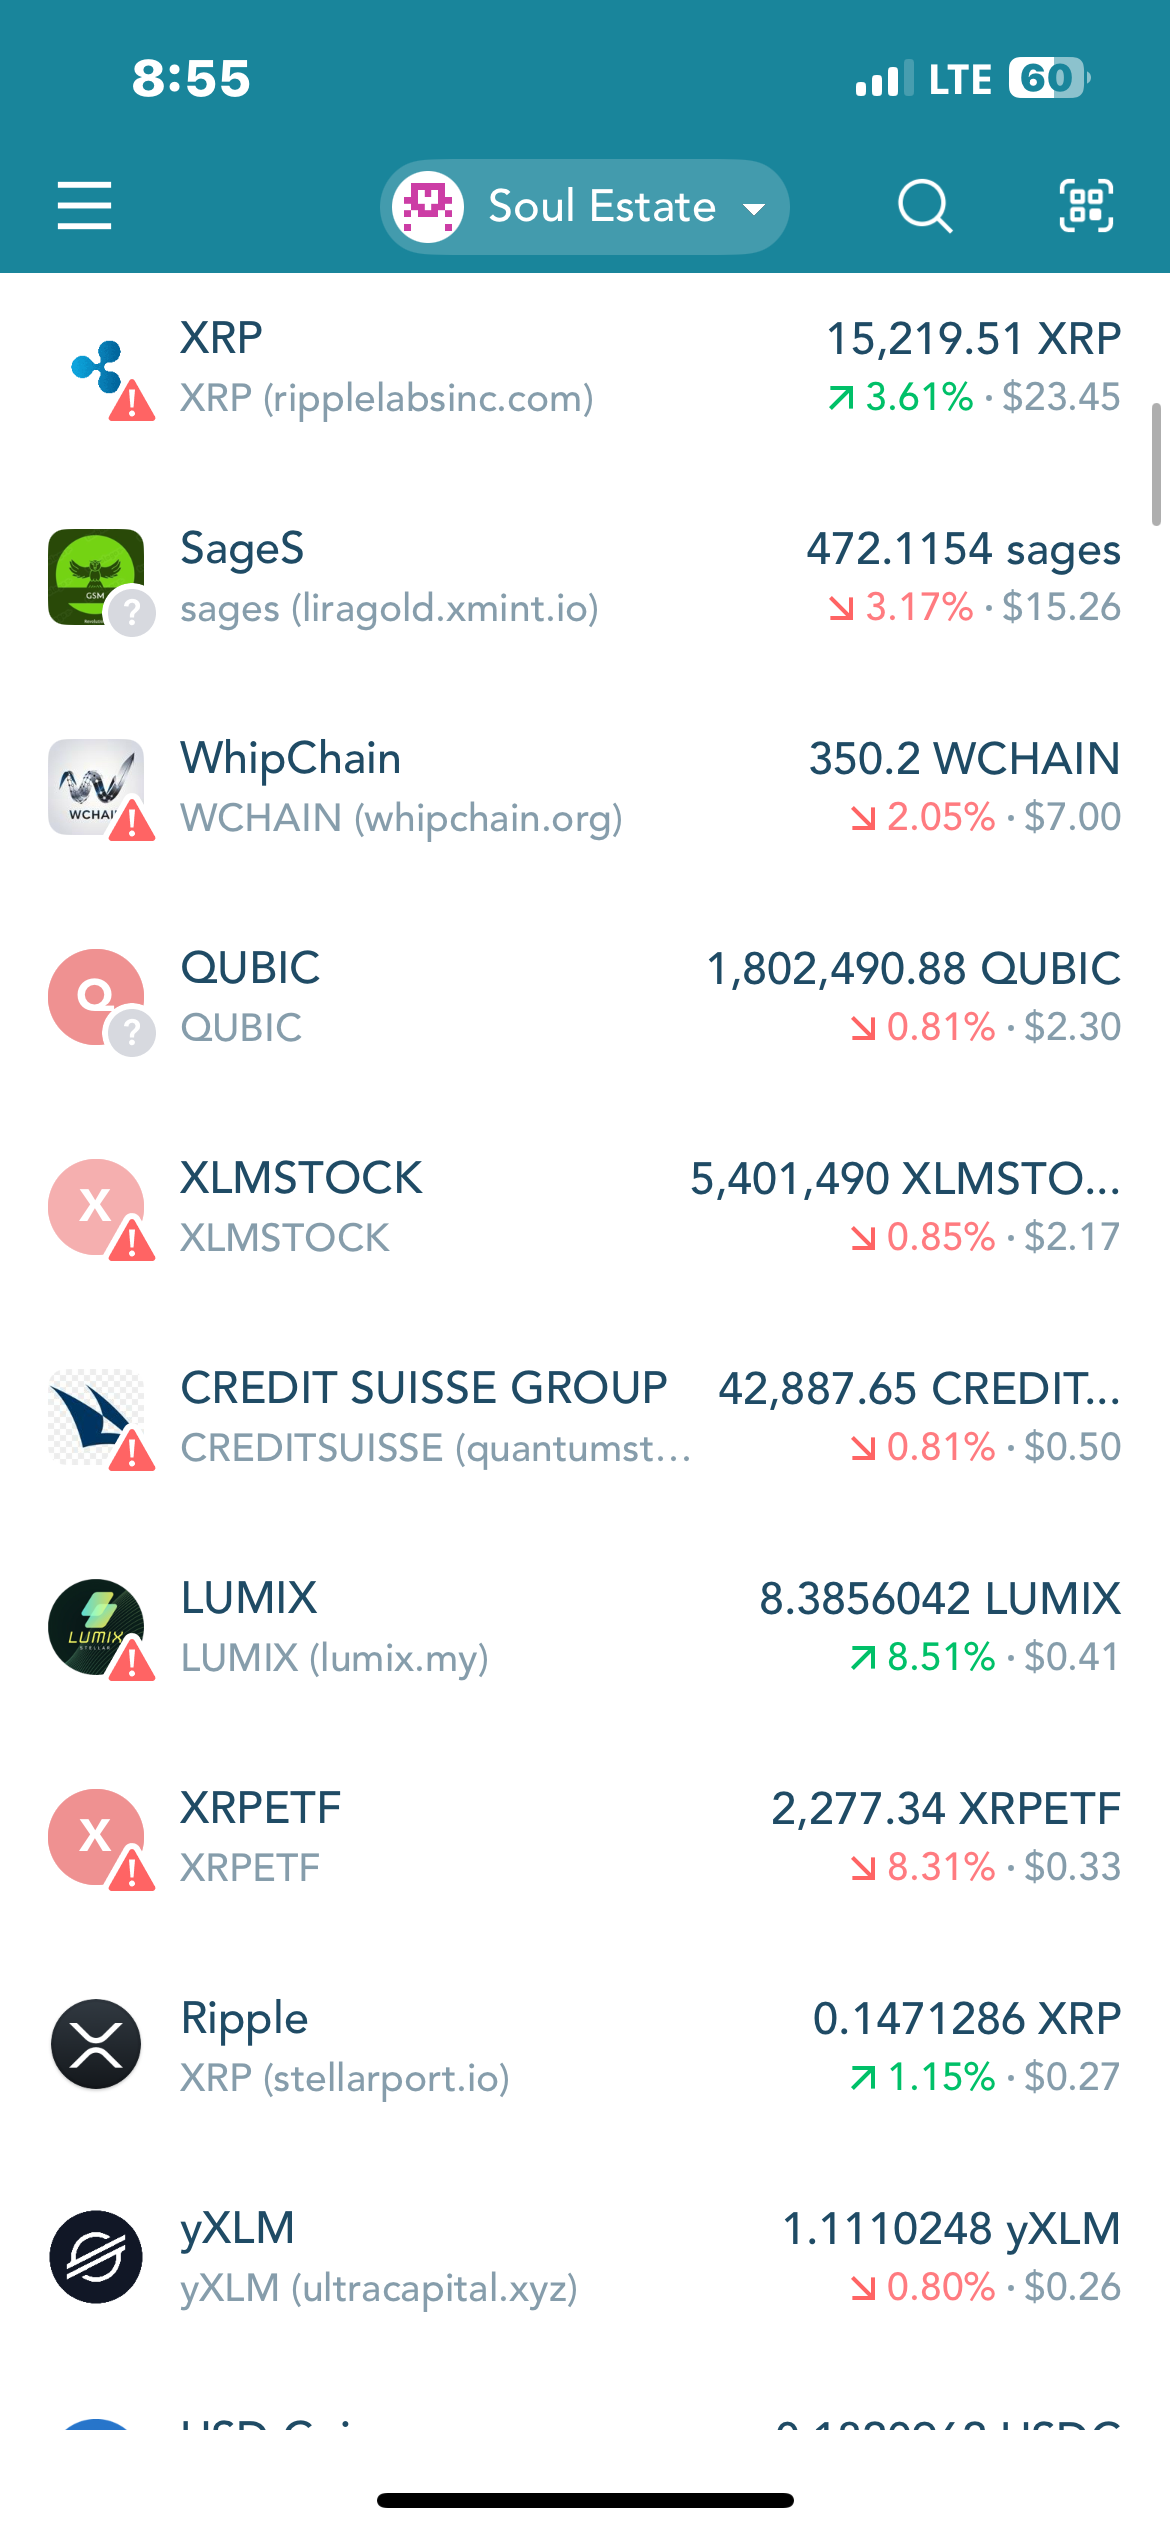 8:55
LTE 60
Soul Estate
XRP 15,219.51 XRP
XRP (ripplelabsinc.com) 3.61% · $23.45
SageS 472.1154 sages
GSM
sages (liragold.xmint.io) 3.17% · $15.26
WhipChain 350.2 WCHAIN
WCHAIN (whipchain.org) 2.05% · $7.00
QUBIC 1,802,490.88 QUBIC
Q
QUBIC 0.81% · $2.30
XLMSTOCK 5,401,490 XLMSTO...
X
XLMSTOCK 0.85% · $2.17
CREDIT SUISSE GROUP 42,887.65 CREDIT...
CREDITSUISSE (quantumst... 0.81% · $0.50
LUMIX 8.3856042 LUMIX
LUMIX
STELLAR
LUMIX (lumix.my) 8.51% · $0.41
XRPETF 2,277.34 XRPETF
X
XRPETF 8.31% · $0.33
Ripple 0.1471286 XRP
XRP (stellarport.io) 1.15% · $0.27
yXLM 1.1110248 yXLM
yXLM (ultracapital.xyz) 0.80% · $0.26